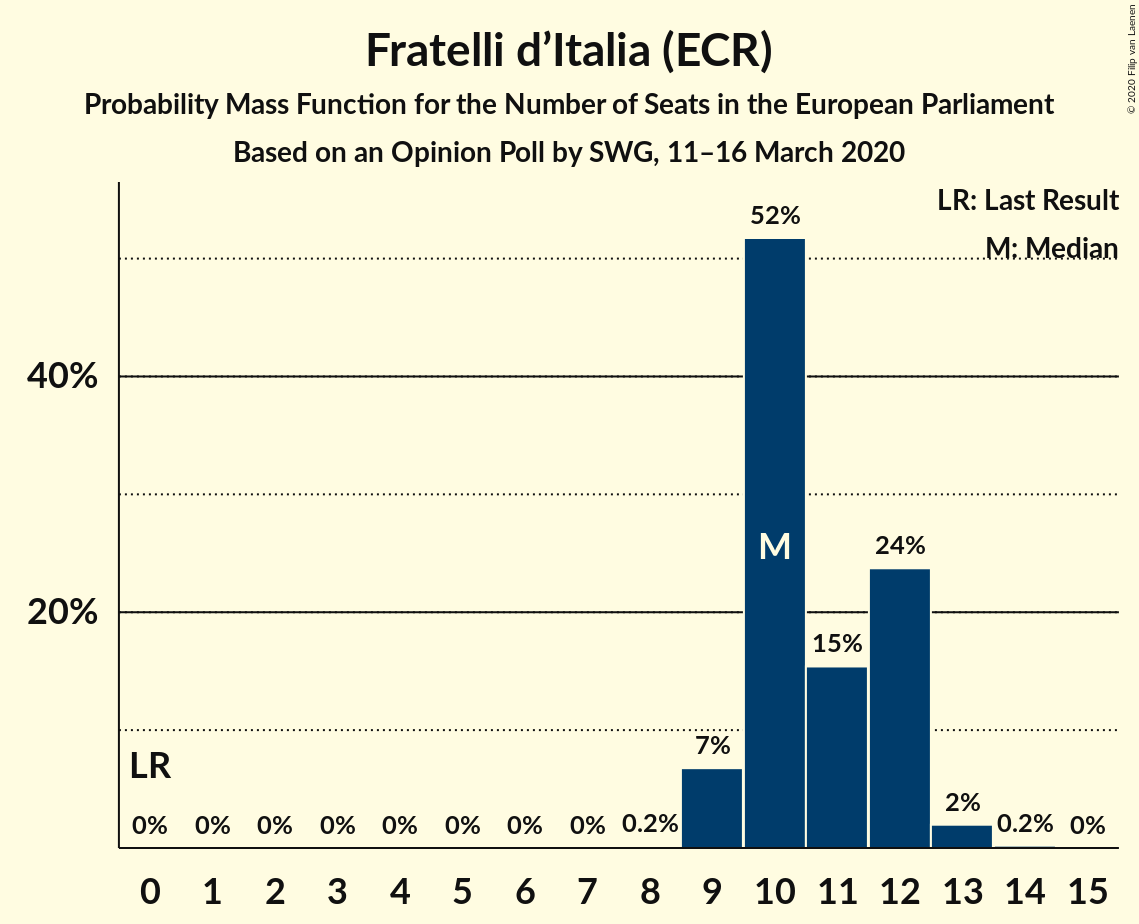 Fratelli d’Italia (ECR)
Probability Mass Function for the Number of Seats in the European Parliament
Based on an Opinion Poll by SWG, 11–16 March 2020
© 2020 Filip van Laenen
LR: Last Result
M: Median
52%
40%
M
24%
20%
15%
7%
LR
2%
0% 0% 0% 0% 0% 0% 0% 0% 0.2% 0.2% 0%
0 1 2 3 4 5 6 7 8 9 10 11 12 13 14 15